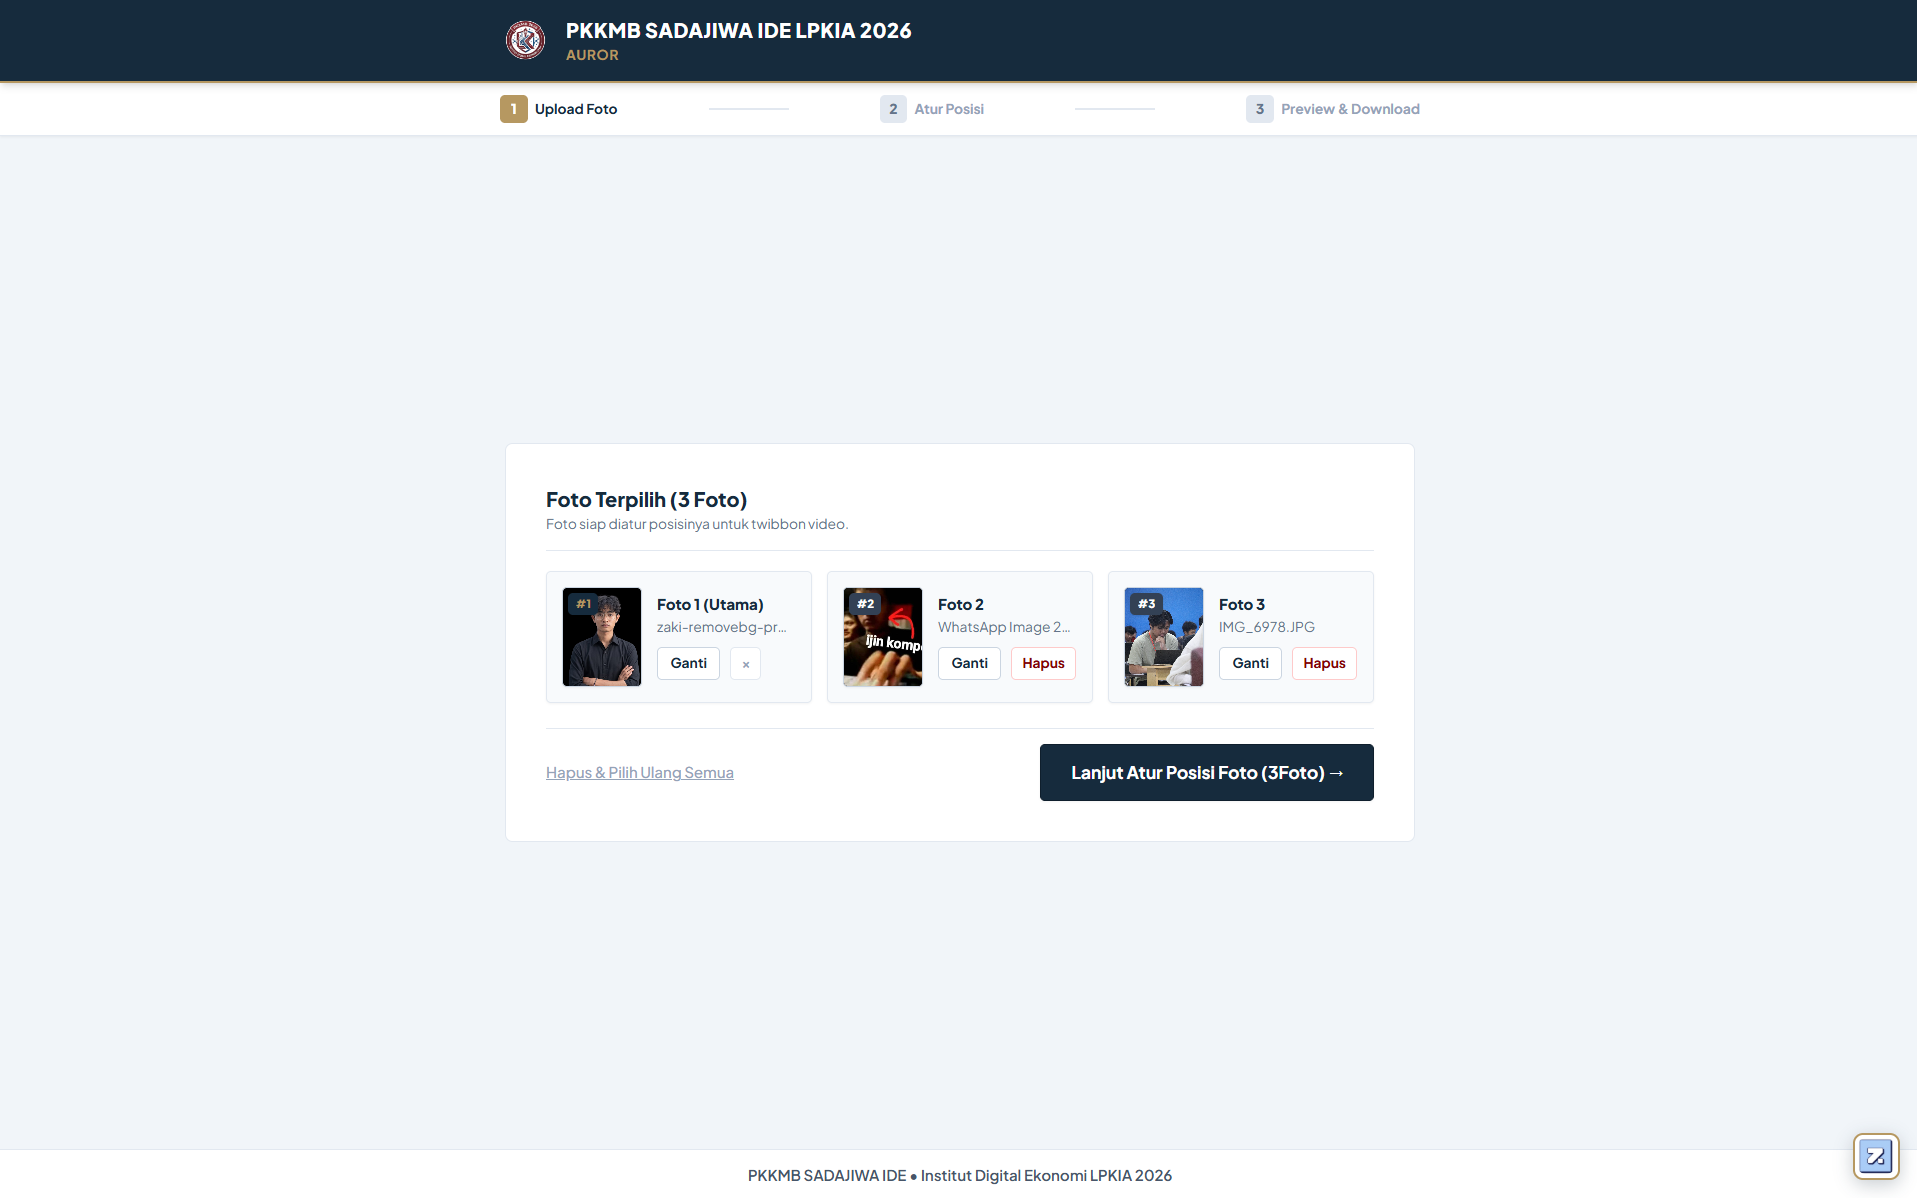 PKKMB SADAJIWA IDE LPKIA 2026
AUROR
1 Upload Foto
2 Atur Posisi
3 Preview & Download
Foto Terpilih (3 Foto)
Foto siap diatur posisinya untuk twibbon video.
#1
Foto 1 (Utama)
zaki-removebg-pr...
Ganti
×
#2
Ijin komp
Foto 2
WhatsApp Image 2...
Ganti
Hapus
#3
Foto 3
IMG_6978.JPG
Ganti
Hapus
Hapus & Pilih Ulang Semua
Lanjut Atur Posisi Foto (3Foto) →
PKKMB SADAJIWA IDE • Institut Digital Ekonomi LPKIA 2026